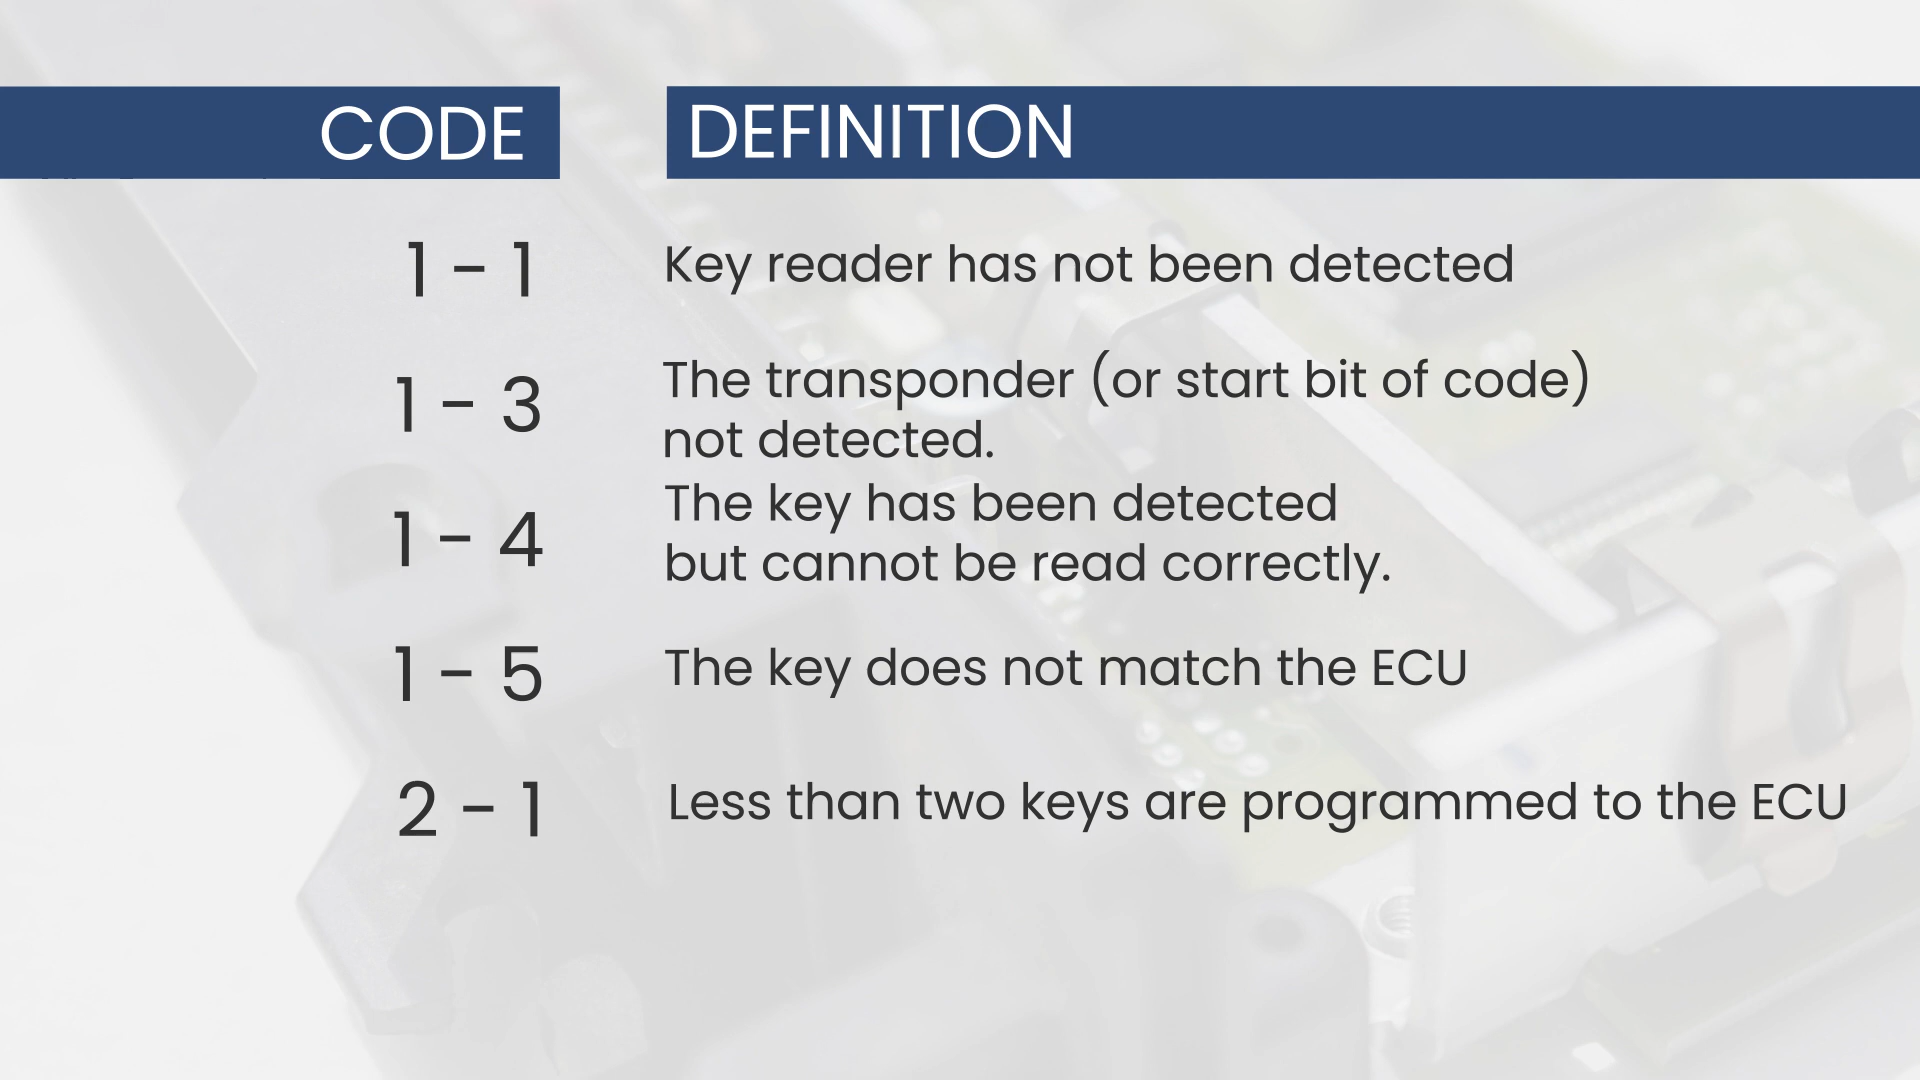 CODE DEFINITION
1 - 1 Key reader has not been detected
1 - 3 The transponder (or start bit of code)
not detected.
1 - 4 The key has been detected
but cannot be read correctly.
1 - 5 The key does not match the ECU
2 - 1 Less than two keys are programmed to the ECU